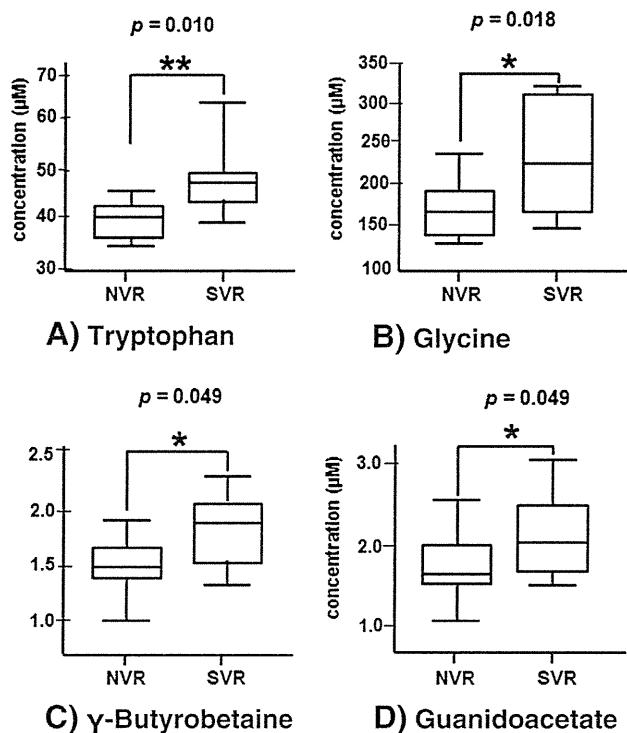 p = 0.010
**
concentration (µM)
70
60
50
40
30
NVR SVR
A) Tryptophan
p = 0.018
*
concentration (µM)
350
300
250
200
150
100
NVR SVR
B) Glycine
p = 0.049
*
2.5
2.0
1.5
1.0
NVR SVR
C) γ-Butyrobetaine
p = 0.049
*
concentration (µM)
3.0
2.0
1.0
NVR SVR
D) Guanidoacetate